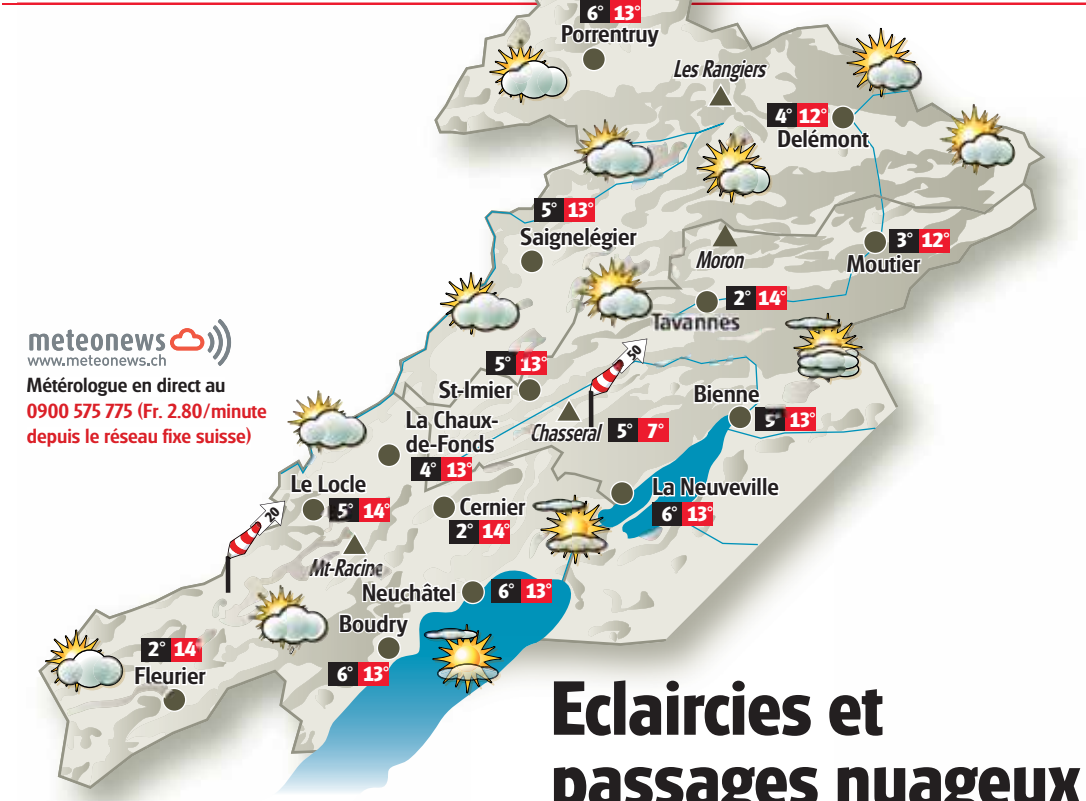 6° 13°
Porrentruy
Les Rangiers
4° 12°
Delémont
5° 13°
Saignelégier
Moron
3° 12°
Moutier
2° 14°
Tavannes
meteonews
www.meteonews.ch
Métérologue en direct au
0900 575 775 (Fr. 2.80/minute
depuis le réseau fixe suisse)
50
5° 13°
St-Imier
Bienne
5° 13°
La Chaux-
de-Fonds
4° 13°
Chasseral 5° 7°
Le Locle
5° 14°
Cernier
2° 14°
La Neuveville
6° 13°
20
Mt-Racine
Neuchâtel 6° 13°
Boudry
6° 13°
2° 14
Fleurier
Eclaircies et
passages nuageux